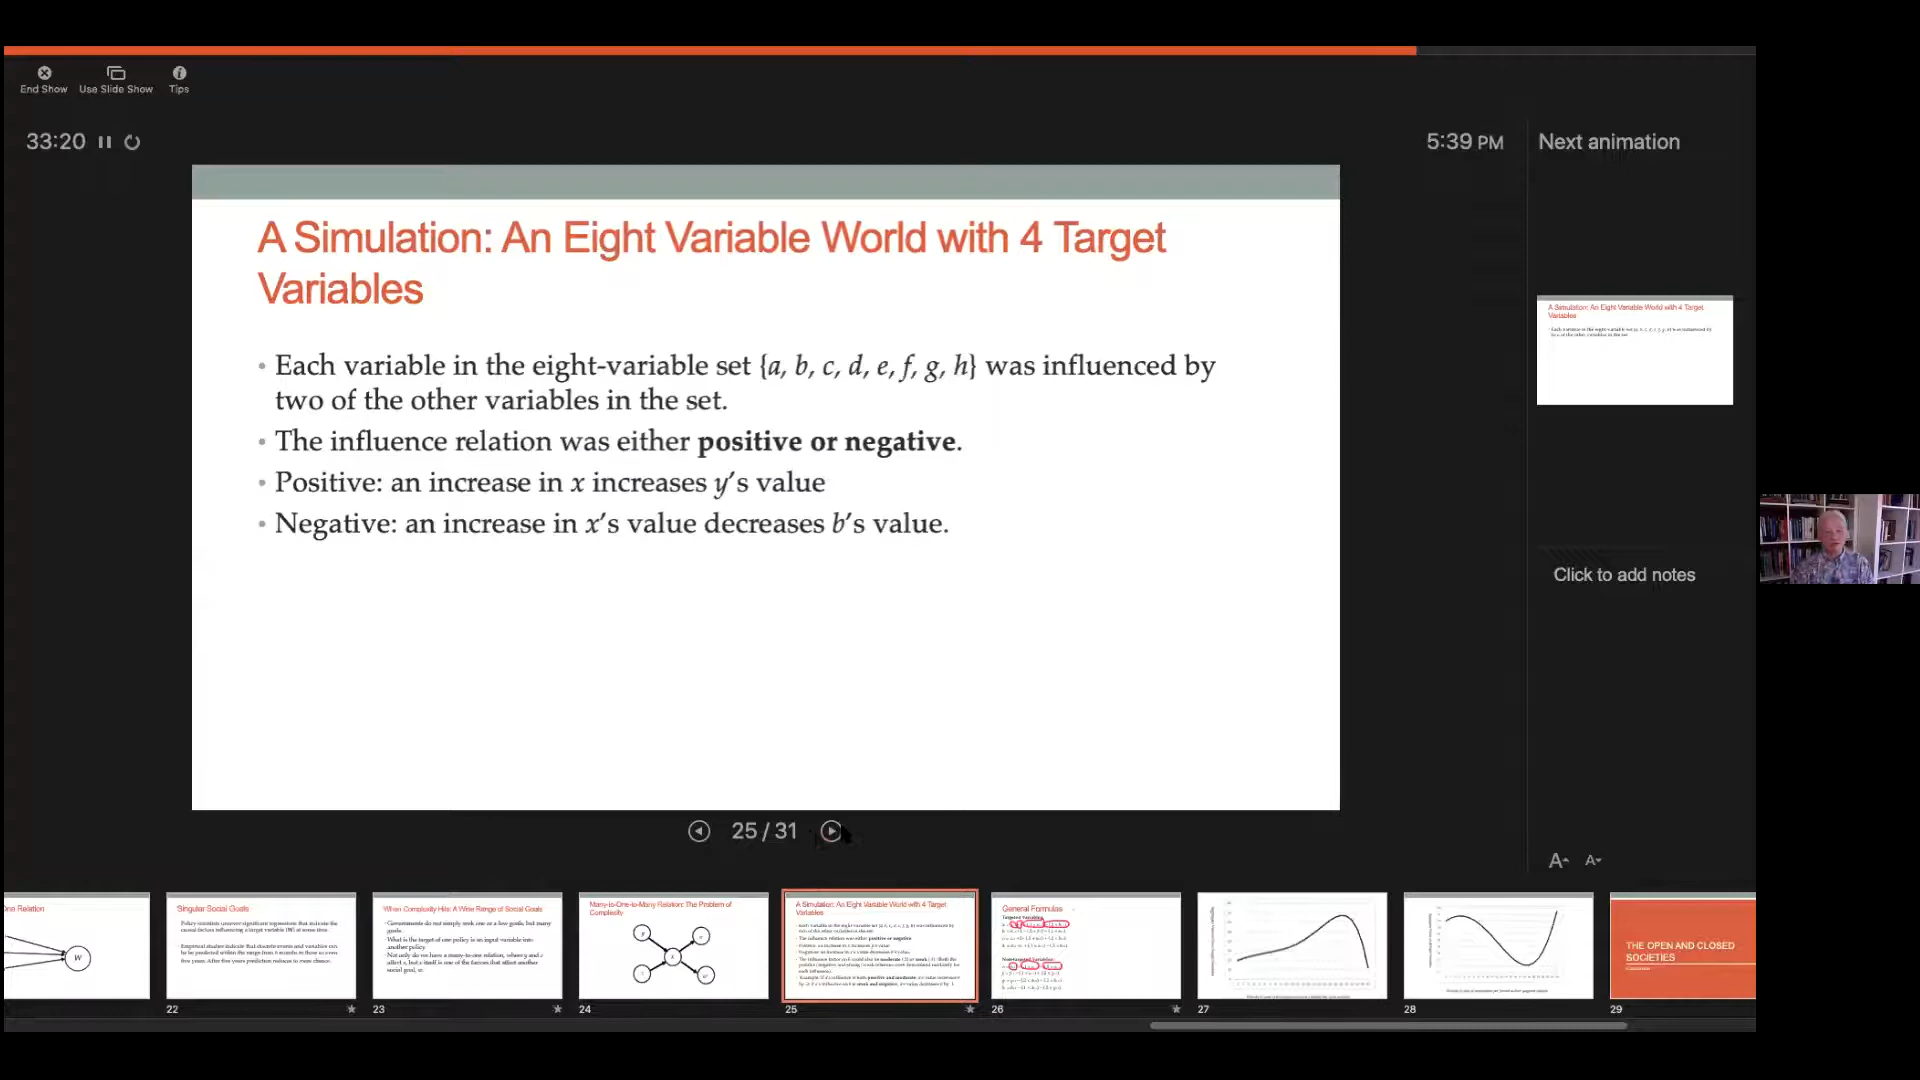 End Show
Use Slide Show
Tips
33:20
5:39 PM
Next animation
A Simulation: An Eight Variable World with 4 Target
Variables
• Each variable in the eight-variable set {a, b, c, d, e, f, g, h} was influenced by
two of the other variables in the set.
• The influence relation was either positive or negative.
• Positive: an increase in x increases y's value
• Negative: an increase in x's value decreases b's value.
A Simulation: An Eight Variable World with 4 Target
Variables
Click to add notes
25 / 31
One Relation
W
Singular Social Goals
When Complexity Hits: A Wide Range of Social Goals
Many-to-One-to-Many Relation: The Problem of
Complexity
A Simulation: An Eight Variable World with 4 Target
Variables
General Formulas
THE OPEN AND CLOSED
SOCIETIES
22
23
24
25
26
27
28
29